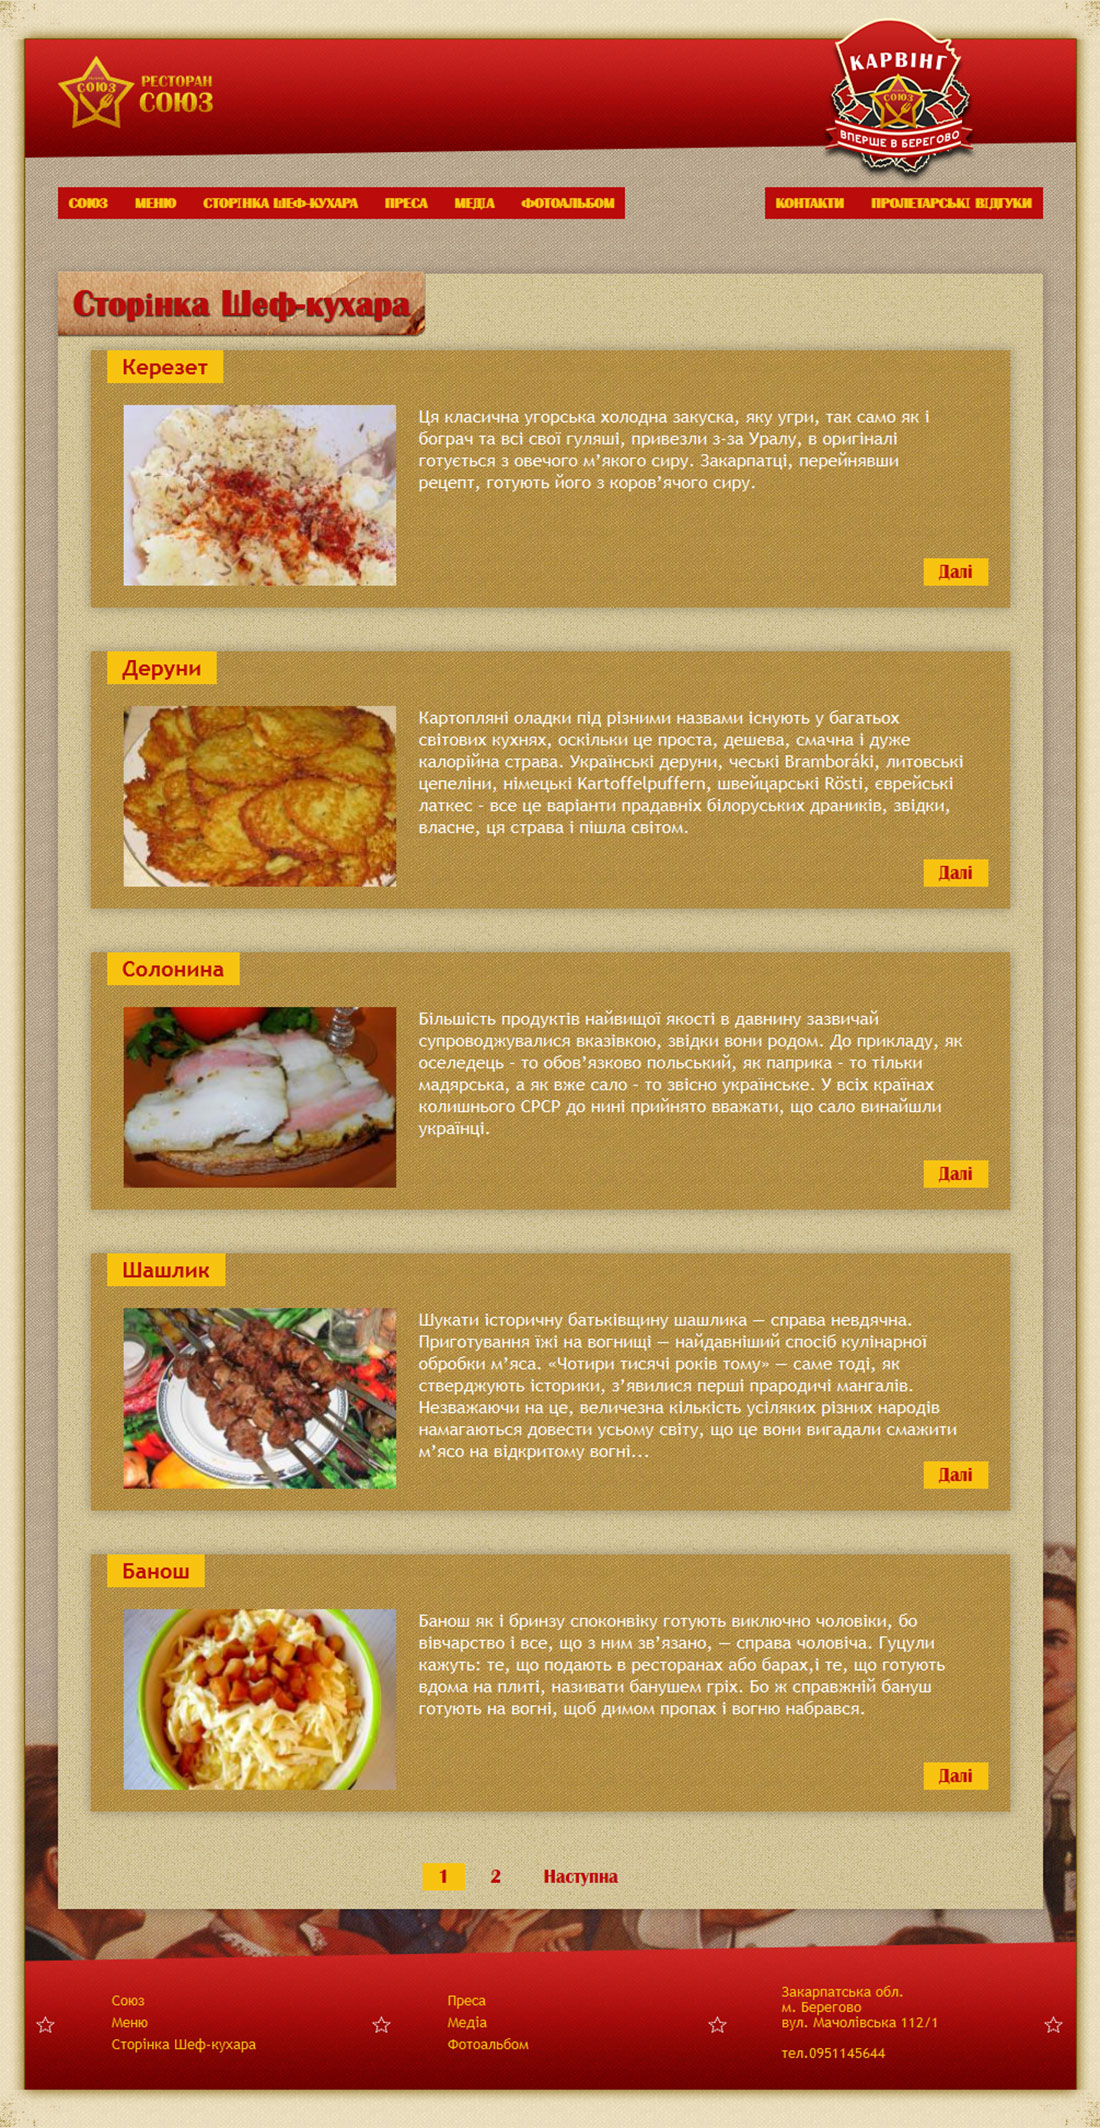 СОЮЗ
РЕСТОРАН
СОЮЗ
КАРВІНГ
СОЮЗ
ВПЕРШЕ В БЕРЕГОВО
СОЮЗ МЕНЮ СТОРІНКА ШЕФ-КУХАРА ПРЕСА МЕДІА ФОТОАЛЬБОМ КОНТАКТИ ПРОЛЕТАРСЬКІ ВІДГУКИ
Сторінка Шеф-кухара
Керезет
Ця класична угорська холодна закуска, яку угри, так само як і
бограч та всі свої гуляші, привезли з-за Уралу, в оригіналі
готується з овечого м’якого сиру. Закарпатці, перейнявши
рецепт, готують його з коров’ячого сиру.
Далі
Деруни
Картопляні оладки під різними назвами існують у багатьох
світових кухнях, оскільки це проста, дешева, смачна і дуже
калорійна страва. Українські деруни, чеські Bramboráki, литовські
цепеліни, німецькі Kartoffelpuffern, швейцарські Rösti, єврейські
латкес – все це варіанти прадавніх білоруських драників, звідки,
власне, ця страва і пішла світом.
Далі
Солонина
Більшість продуктів найвищої якості в давнину зазвичай
супроводжувалися вказівкою, звідки вони родом. До прикладу, як
оселедець – то обов’язково польський, як паприка – то тільки
мадярська, а як вже сало – то звісно українське. У всіх країнах
колишнього СРСР до нині прийнято вважати, що сало винайшли
українці.
Далі
Шашлик
Шукати історичну батьківщину шашлика — справа невдячна.
Приготування їжі на вогнищі — найдавніший спосіб кулінарної
обробки м’яса. «Чотири тисячі років тому» — саме тоді, як
стверджують історики, з’явилися перші прародичі мангалів.
Незважаючи на це, величезна кількість усіляких різних народів
намагаються довести усьому світу, що це вони вигадали смажити
м’ясо на відкритому вогні...
Далі
Банош
Банош як і бринзу споконвіку готують виключно чоловіки, бо
вівчарство і все, що з ним зв’язано, — справа чоловіча. Гуцули
кажуть: те, що подають в ресторанах або барах,і те, що готують
вдома на плиті, називати банушем гріх. Бо ж справжній бануш
готують на вогні, щоб димом пропах і вогню набрався.
Далі
1 2 Наступна
Союз
Меню
Сторінка Шеф-кухара
Преса
Медіа
Фотоальбом
Закарпатська обл.
м. Берегово
вул. Мачолівська 112/1
тел.0951145644